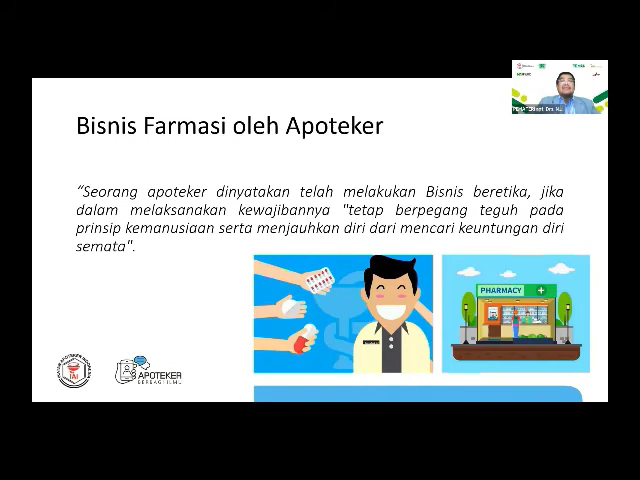 Bisnis Farmasi oleh Apoteker
“Seorang apoteker dinyatakan telah melakukan Bisnis beretika, jika
dalam melaksanakan kewajibannya "tetap berpegang teguh pada
prinsip kemanusiaan serta menjauhkan diri dari mencari keuntungan diri
semata".
PHARMACY
IAI
APOTEKER
BERBAGI ILMU